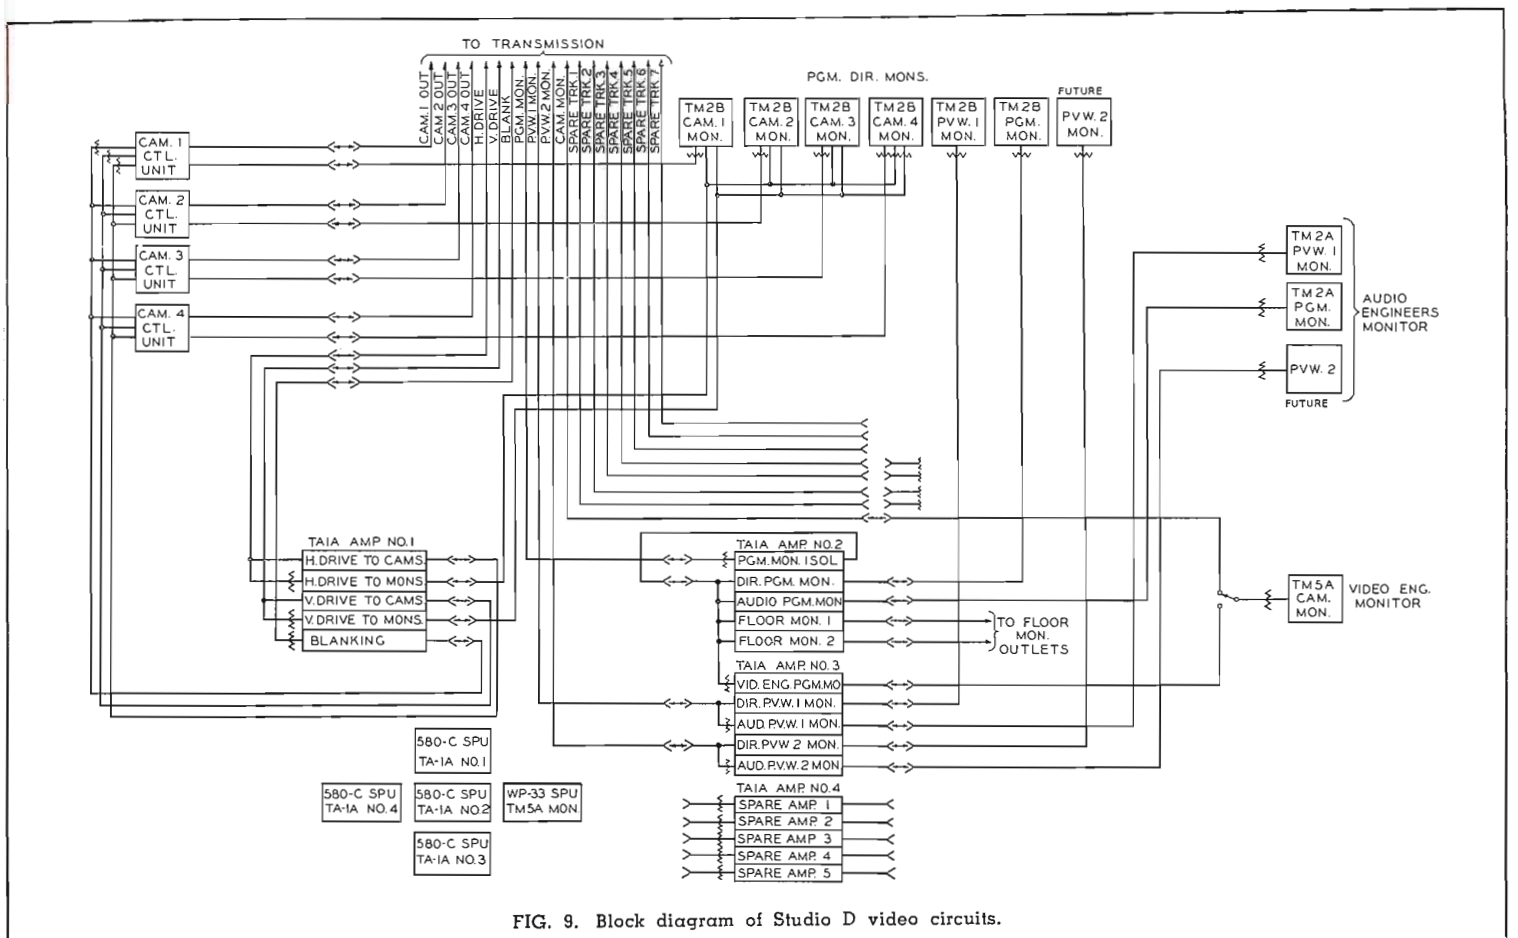 TO TRANSMISSION
CAM. 1 OUT
CAM 2 OUT
CAM. 3 OUT
CAM. 4 OUT
H. DRIVE
V. DRIVE
BLANK
PGM. MON.
P.V.W. 1 MON.
P.V.W. 2 MON.
CAM. MON.
SPARE TRK. 1
SPARE TRK. 2
SPARE TRK. 3
SPARE TRK. 4
SPARE TRK. 5
SPARE TRK. 6
SPARE TRK 7
PGM. DIR. MONS.
TM2B
CAM. 1
MON.
TM2B
CAM. 2
MON.
TM2B
CAM. 3
MON.
TM2B
CAM. 4
MON.
TM2B
PVW. 1
MON.
TM2B
PGM.
MON.
FUTURE
PVW. 2
MON.
CAM. 1
CTL.
UNIT
CAM. 2
CTL.
UNIT
CAM. 3
CTL.
UNIT
CAM. 4
CTL.
UNIT
TM2A
PVW. 1
MON.
TM2A
PGM.
MON.
PVW. 2
FUTURE
AUDIO
ENGINEERS
MONITOR
TA1A AMP NO.1
H.DRIVE TO CAMS.
H.DRIVE TO MONS.
V.DRIVE TO CAMS
V.DRIVE TO MONS.
BLANKING
TA1A AMP. NO.2
PGM.MON. ISOL
DIR. PGM. MON.
AUDIO PGM.MON
FLOOR MON. 1
FLOOR MON. 2
TO FLOOR
MON.
OUTLETS
TA1A AMP. NO.3
VID. ENG. PGM.MO
DIR. P.V.W. 1 MON.
AUD. P.V.W. 1 MON.
DIR. PVW 2 MON.
AUD. P.V.W. 2 MON
TA1A AMP. NO.4
SPARE AMP. 1
SPARE AMP. 2
SPARE AMP 3
SPARE AMP. 4
SPARE AMP. 5
TM5A
CAM.
MON.
VIDEO ENG.
MONITOR
580-C SPU
TA-1A NO.1
580-C SPU
TA-1A NO.4
580-C SPU
TA-1A NO.2
WP-33 SPU
TM5A MON.
580-C SPU
TA-1A NO.3
FIG. 9. Block diagram of Studio D video circuits.